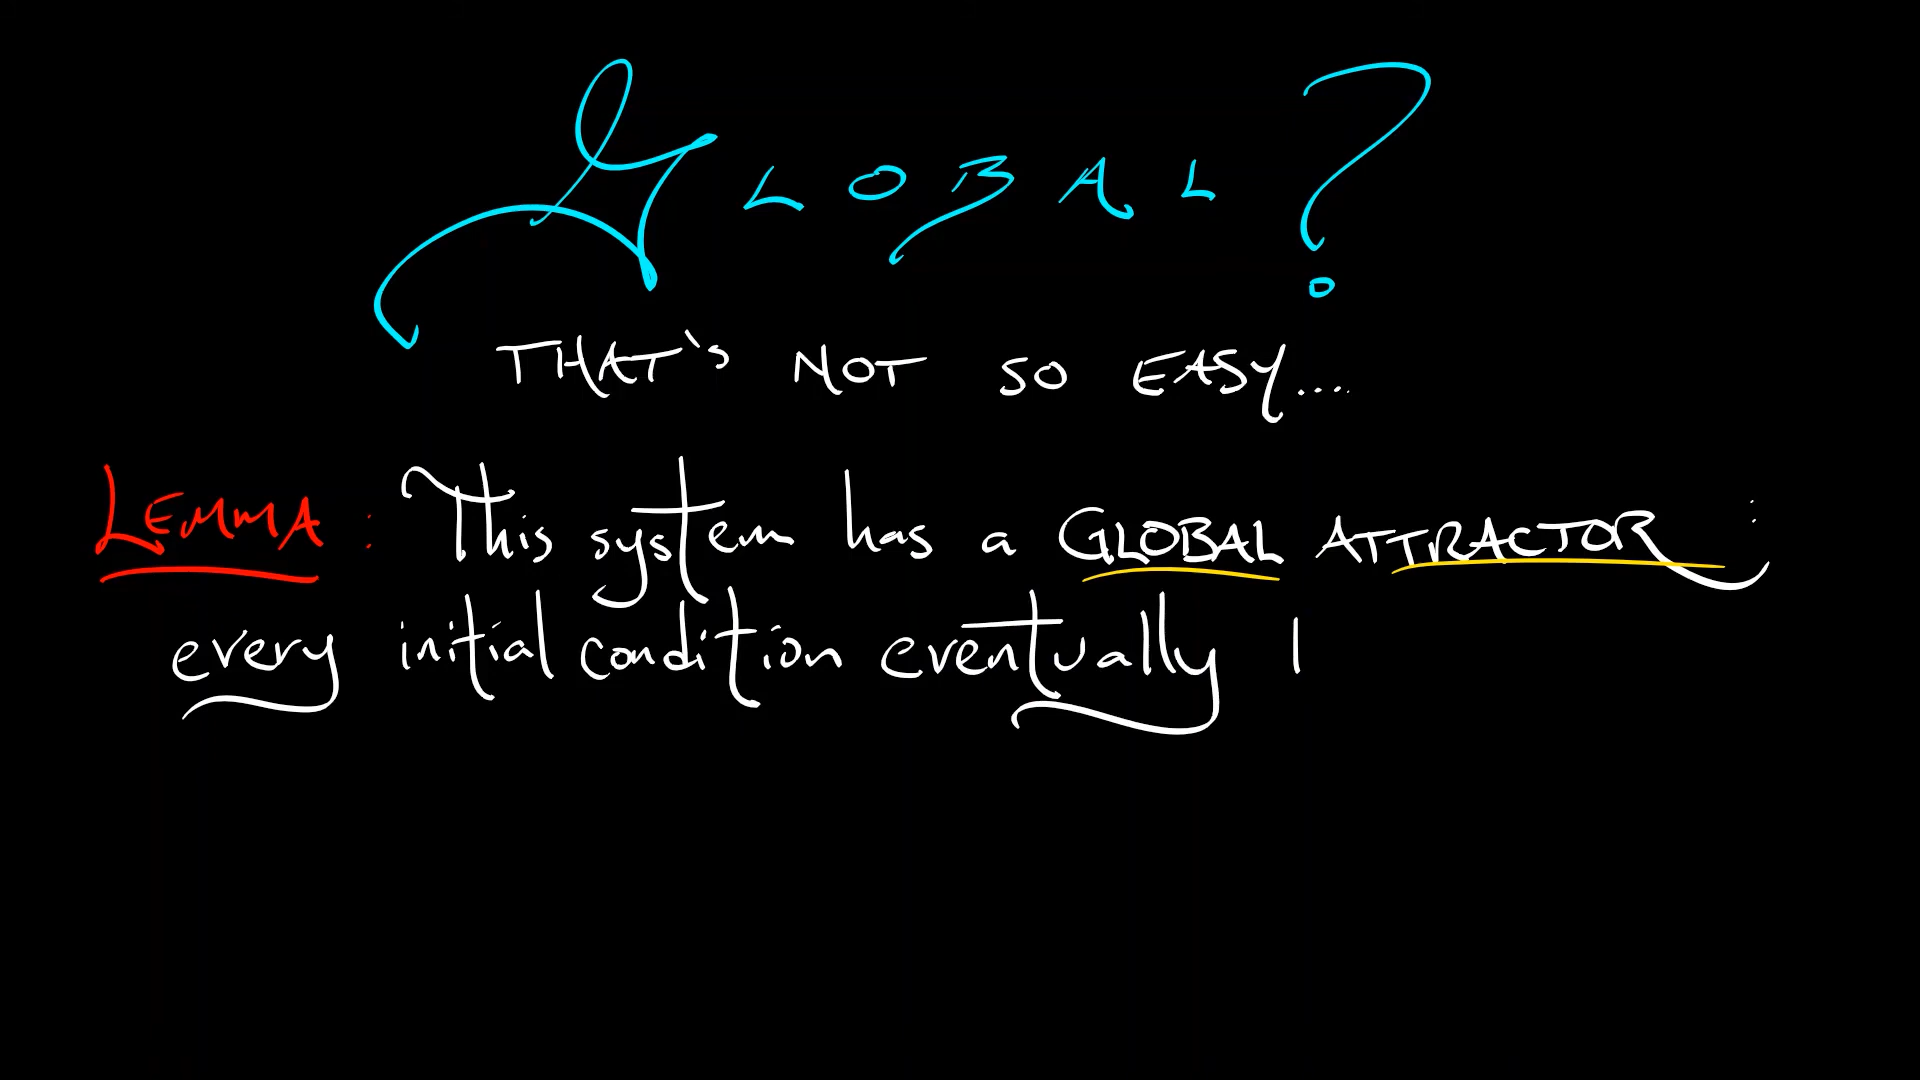 GLOBAL?
THAT'S NOT SO EASY....
LEMMA: This system has a GLOBAL ATTRACTOR:
every initial condition eventually